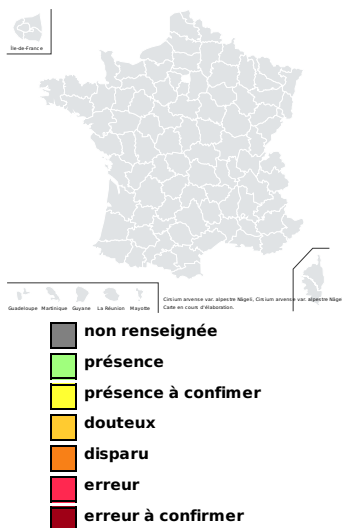 Île-de-France
Guadeloupe Martinique Guyane La Réunion Mayotte
Cirsium arvense var. alpestre Nägeli, Cirsium arvense var. alpestre Näge
Carte en cours d'élaboration.
non renseignée
présence
présence à confimer
douteux
disparu
erreur
erreur à confirmer